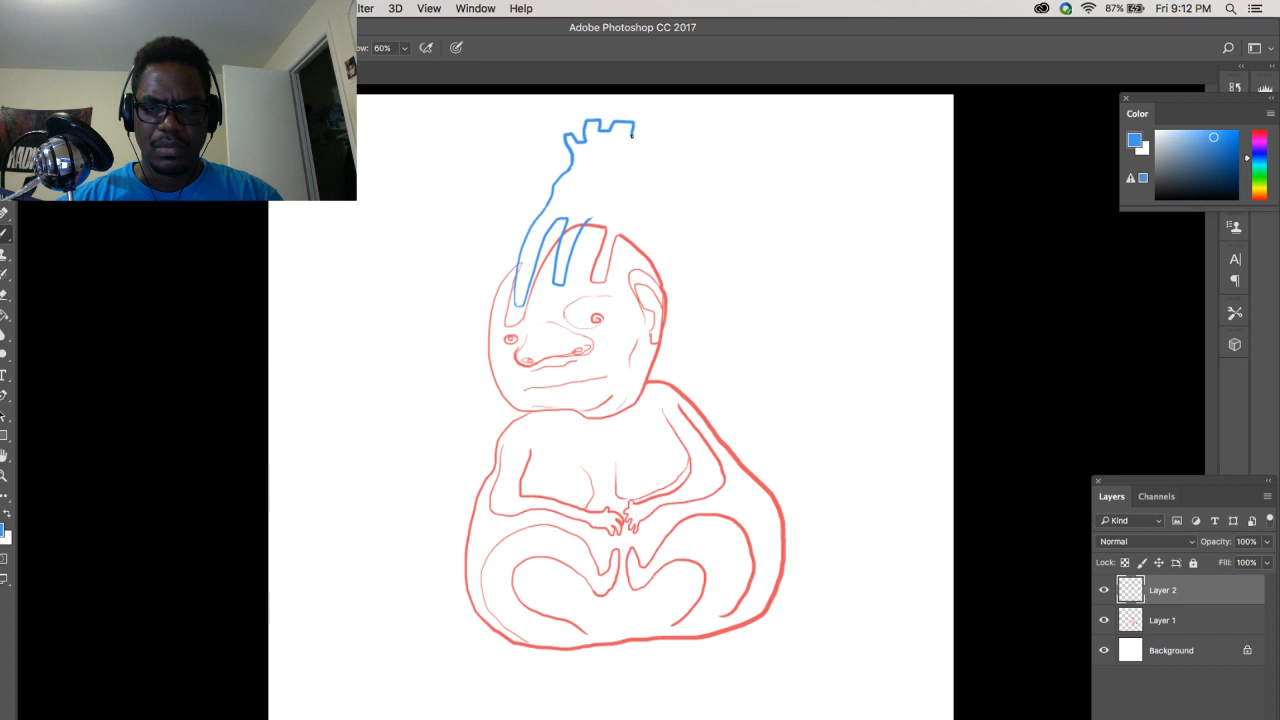 lter 3D View Window Help 87% Fri 9:12 PM
Adobe Photoshop CC 2017
ow: 60%
Color
A
T
Layers Channels
Kind T
Normal Opacity: 100%
Lock: Fill: 100%
Layer 2
Layer 1
Background